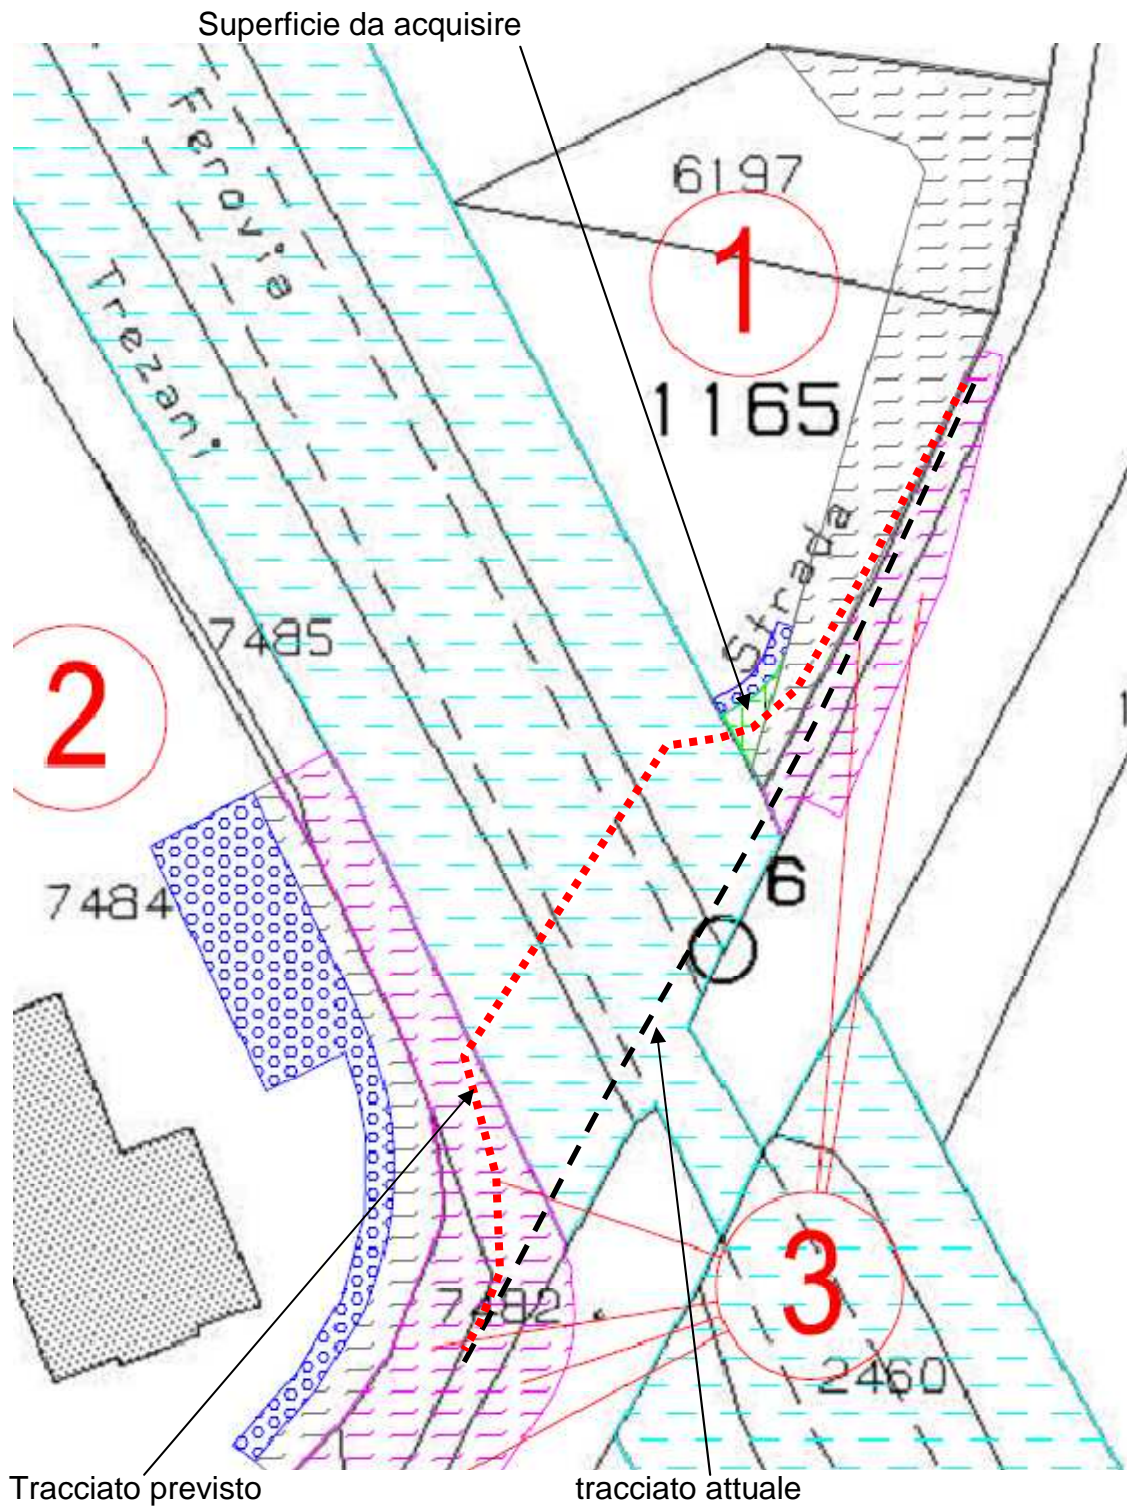 Superficie da acquisire
Ferrovia
6197
1
Trezani
1165
Strada
7485
2
6
7484
3
7482
2460
Tracciato previsto
tracciato attuale